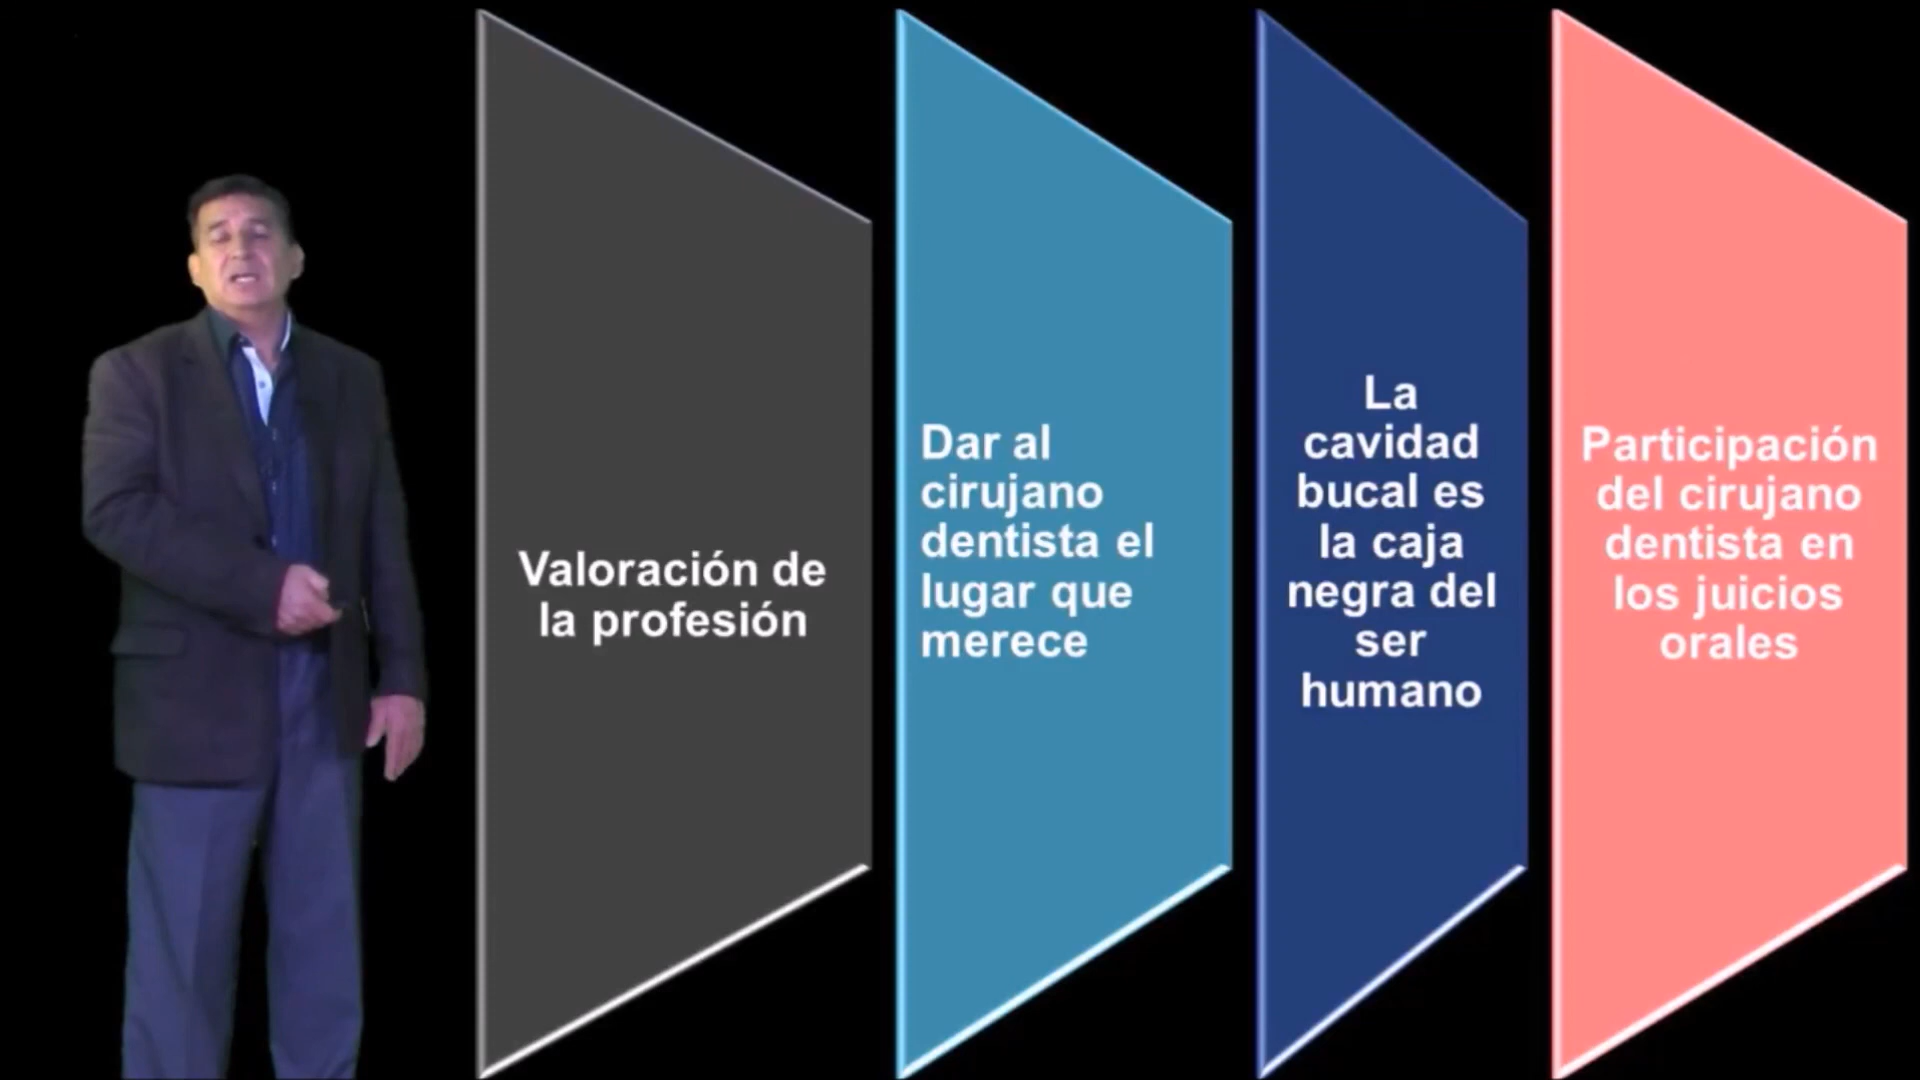 Valoración de
la profesión
Dar al
cirujano
dentista el
lugar que
merece
La
cavidad
bucal es
la caja
negra del
ser
humano
Participación
del cirujano
dentista en
los juicios
orales